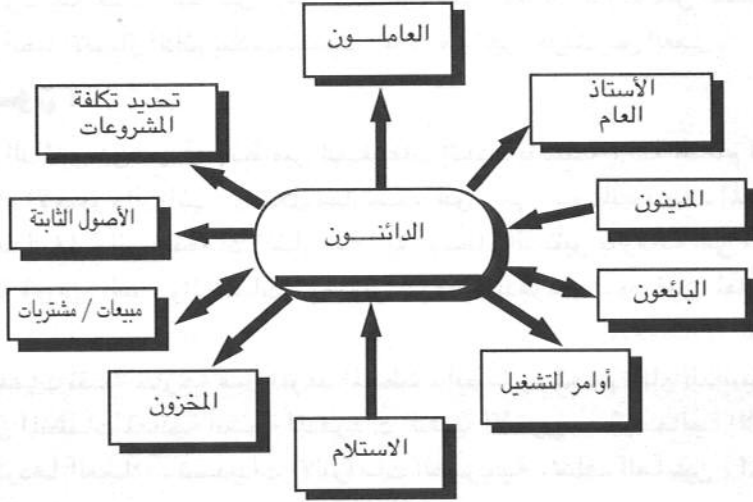 العاملـــون
الأستاذ
العام
تحديد تكلفة
المشروعات
المدينون
الأصول الثابتة
الدائنـــون
البائعون
مبيعات / مشتريات
أوامر التشغيل
المخزون
الاستلام